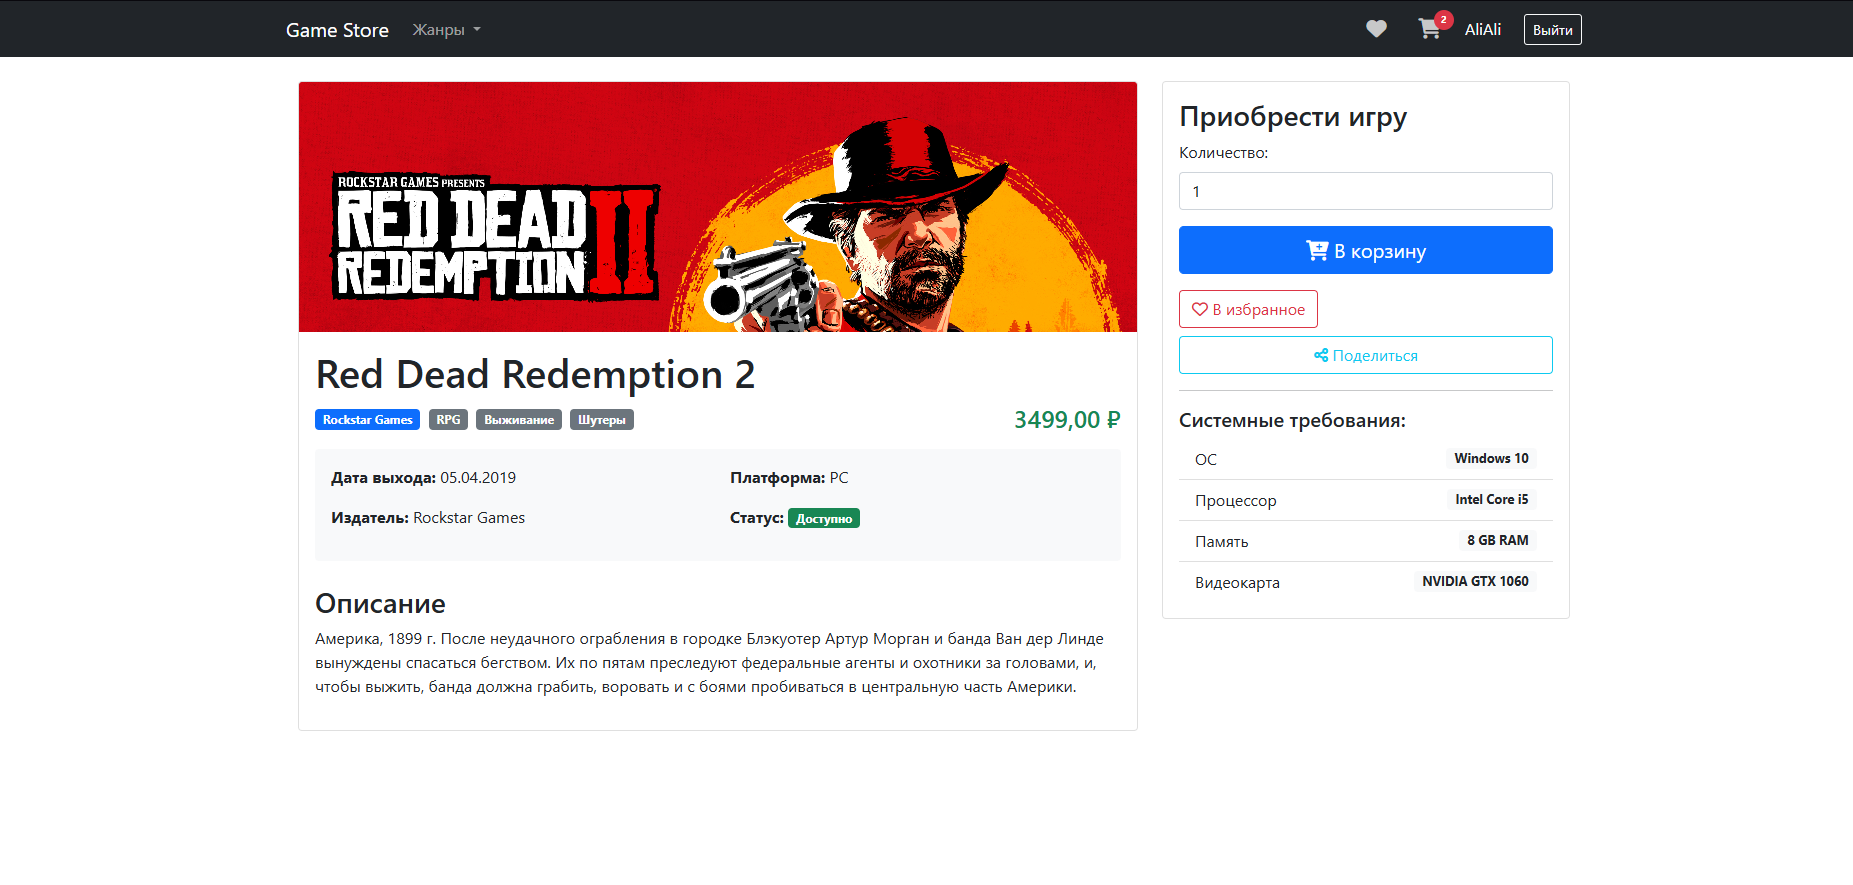 Game Store Жанры 2 AliAli Выйти
ROCKSTAR GAMES PRESENTS
RED DEAD
REDEMPTION II
Red Dead Redemption 2
Rockstar Games RPG Выживание Шутеры 3499,00 ₽
Дата выхода: 05.04.2019 Платформа: PC
Издатель: Rockstar Games Статус: Доступно
Описание
Америка, 1899 г. После неудачного ограбления в городке Блэкуотер Артур Морган и банда Ван дер Линде
вынуждены спасаться бегством. Их по пятам преследуют федеральные агенты и охотники за головами, и,
чтобы выжить, банда должна грабить, воровать и с боями пробиваться в центральную часть Америки.
Приобрести игру
Количество:
1
В корзину
В избранное
Поделиться
Системные требования:
ОС Windows 10
Процессор Intel Core i5
Память 8 GB RAM
Видеокарта NVIDIA GTX 1060